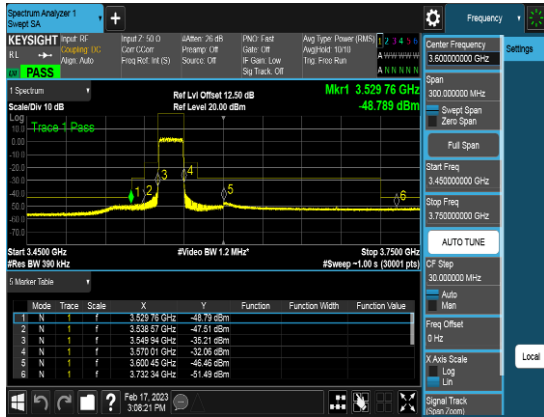 Spectrum Analyzer 1
Swept SA
+
Frequency
KEYSIGHT Input: RF Input Z: 50 Ω #Atten: 26 dB PNO: Fast Avg Type: Power (RMS) 1 2 3 4 5 6
RL Coupling: DC Corr CCorr Preamp: Off Gate: Off Avg|Hold: 10/10 A W W W W W
Align: Auto Freq Ref: Int (S) Source: Off IF Gain: Low Trig: Free Run
Sig Track: Off A N N N N N
PASS
1 Spectrum
Ref Lvl Offset 12.50 dB Mkr1 3.529 76 GHz
Scale/Div 10 dB Ref Level 20.00 dBm -48.789 dBm
Log
Trace 1 Pass
10.0
0.00
-10.0
-20.0
-30.0
-40.0
-50.0
-60.0
-70.0
1 2 3 4 5 6
Start 3.4500 GHz #Video BW 1.2 MHz* Stop 3.7500 GHz
#Res BW 390 kHz #Sweep ~1.00 s (30001 pts)
5 Marker Table
Mode Trace Scale X Y Function Function Width Function Value
1 N 1 f 3.529 76 GHz -48.79 dBm
2 N 1 f 3.538 57 GHz -47.51 dBm
3 N 1 f 3.549 94 GHz -35.21 dBm
4 N 1 f 3.570 01 GHz -32.06 dBm
5 N 1 f 3.600 45 GHz -46.46 dBm
6 N 1 f 3.732 34 GHz -51.49 dBm
?
Feb 17, 2023
3:08:21 PM
Center Frequency
3.600000000 GHz
Settings
Span
300.000000 MHz
Swept Span
Zero Span
Full Span
Start Freq
3.450000000 GHz
Stop Freq
3.750000000 GHz
AUTO TUNE
CF Step
30.000000 MHz
Auto
Man
Freq Offset
0 Hz
X Axis Scale
Log
Lin
Local
Signal Track
(Span Zoom)